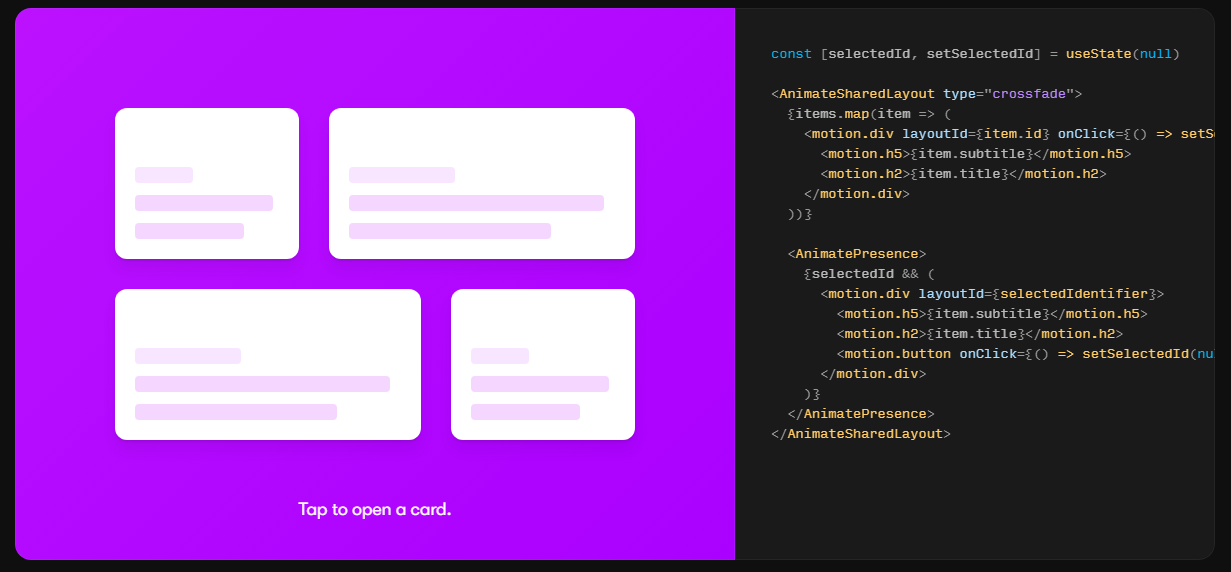 Tap to open a card.
const [selectedId, setSelectedId] = useState(null)
<AnimateSharedLayout type="crossfade">
{items.map(item => (
<motion.div layoutId={item.id} onClick={() => setS
<motion.h5>{item.subtitle}</motion.h5>
<motion.h2>{item.title}</motion.h2>
</motion.div>
))}
<AnimatePresence>
{selectedId && (
<motion.div layoutId={selectedIdentifier}>
<motion.h5>{item.subtitle}</motion.h5>
<motion.h2>{item.title}</motion.h2>
<motion.button onClick={() => setSelectedId(nu
</motion.div>
)}
</AnimatePresence>
</AnimateSharedLayout>